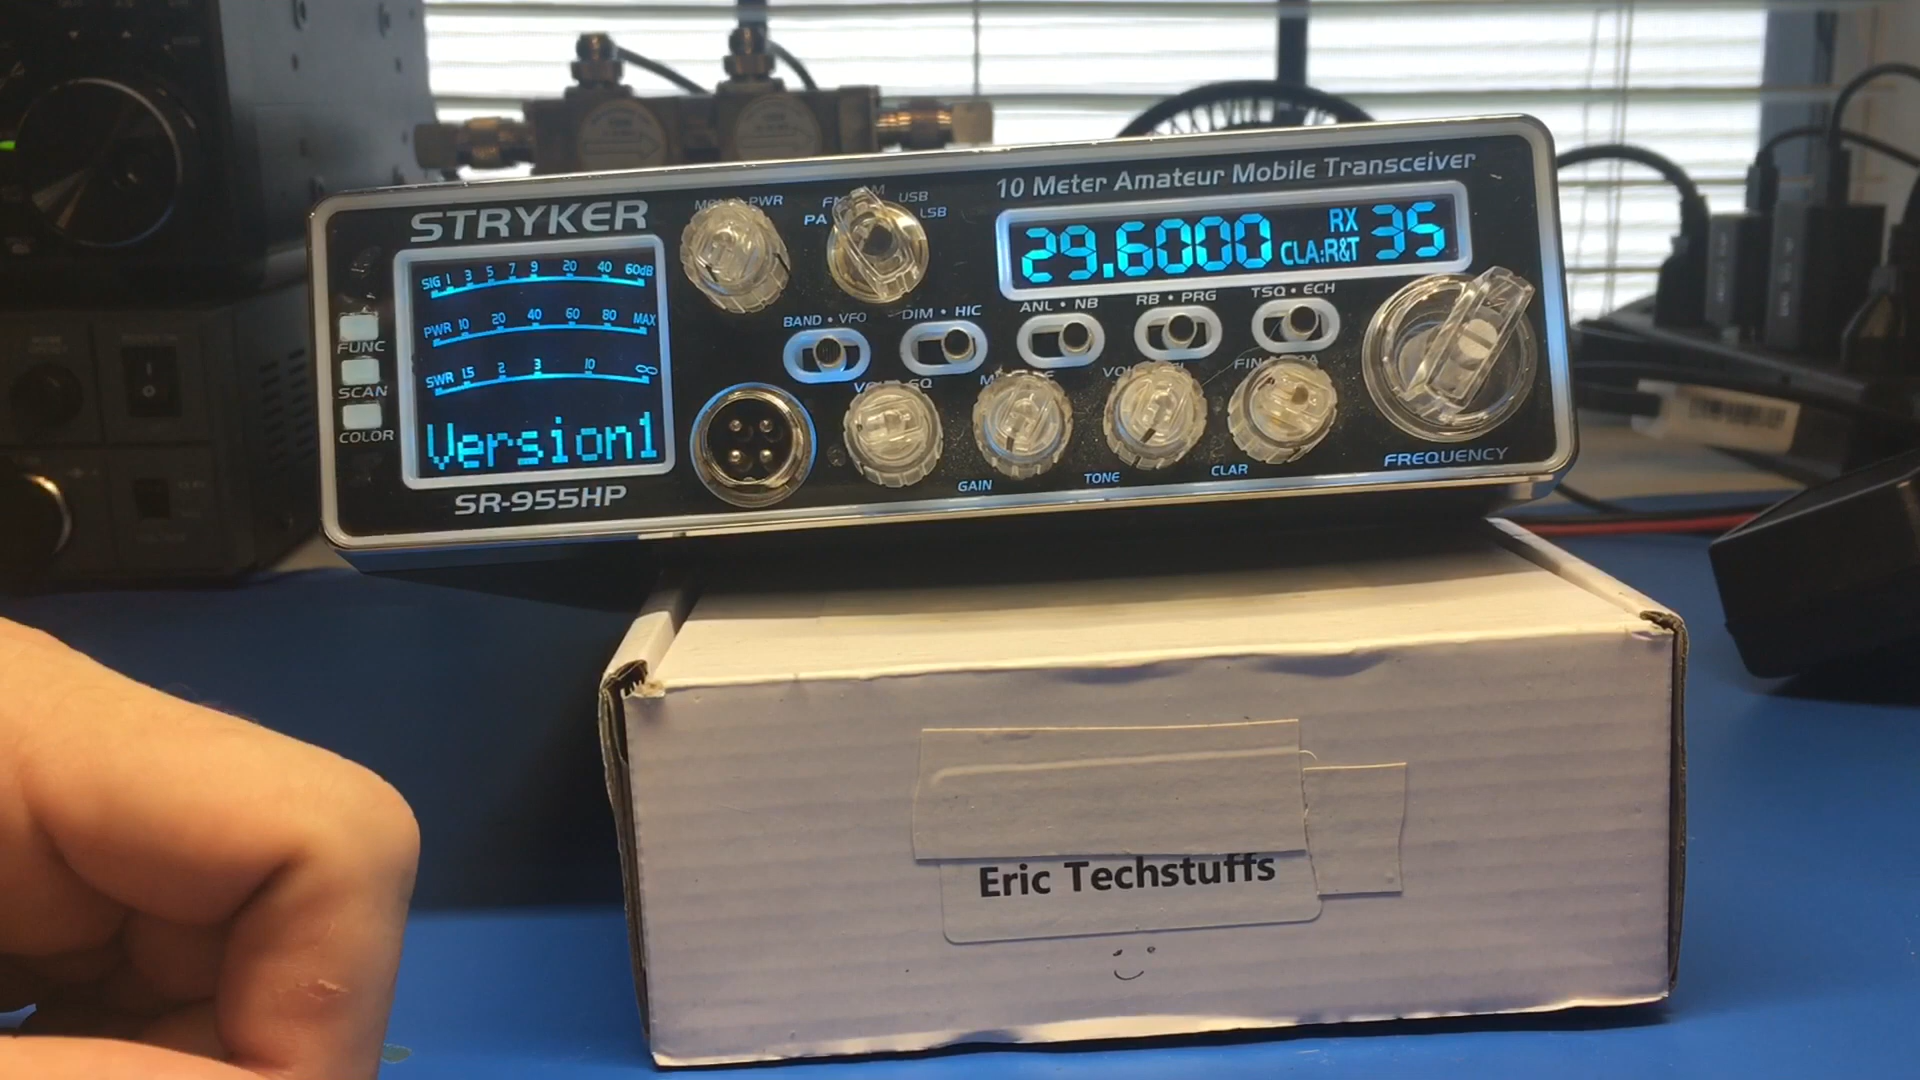 STRYKER
10 Meter Amateur Mobile Transceiver
PWR
PA
USB
LSB
29.6000 RX CLA:R&T 35
SIG 1 3 5 7 9 20 40 60dB
PWR 10 20 40 60 80 MAX
SWR 1.5 2 3 10 ∞
Version1
FUNC
SCAN
COLOR
BAND • VFO
DIM • HIC
ANL • NB
RB • PRG
TSQ • ECH
GAIN
TONE
CLAR
FREQUENCY
SR-955HP
Eric Techstuffs